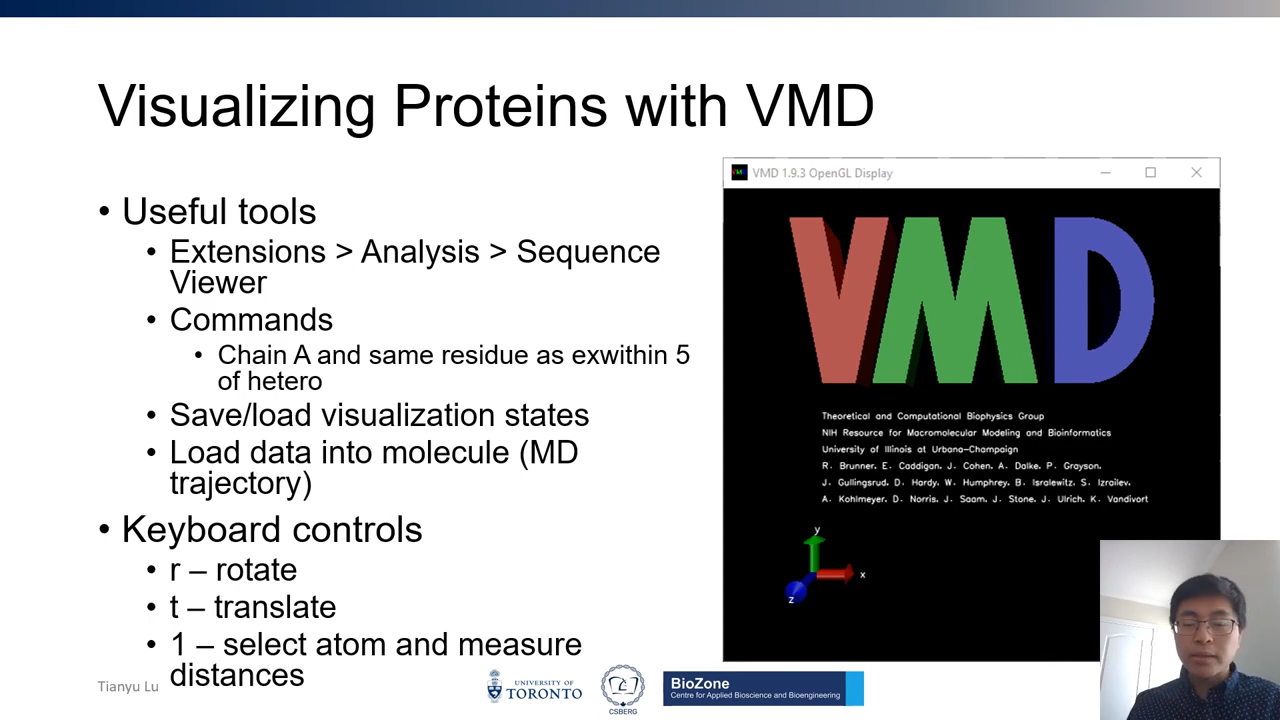 Visualizing Proteins with VMD
• Useful tools
• Extensions > Analysis > Sequence
Viewer
• Commands
• Chain A and same residue as exwithin 5
of hetero
• Save/load visualization states
• Load data into molecule (MD
trajectory)
• Keyboard controls
• r – rotate
• t – translate
• 1 – select atom and measure
distances
VMD 1.9.3 OpenGL Display
VMD
Theoretical and Computational Biophysics Group
NIH Resource for Macromolecular Modeling and Bioinformatics
University of Illinois at Urbana-Champaign
R. Brunner, E. Caddigan, J. Cohen, A. Dalke, P. Grayson,
J. Gullingsrud, D. Hardy, W. Humphrey, B. Isralewitz, S. Izrailev,
A. Kohlmeyer, D. Norris, J. Saam, J. Stone, J. Ulrich, K. Vandivort
y
x
z
Tianyu Lu
UNIVERSITY OF
TORONTO
CSBERG
BioZone
Centre for Applied Bioscience and Bioengineering